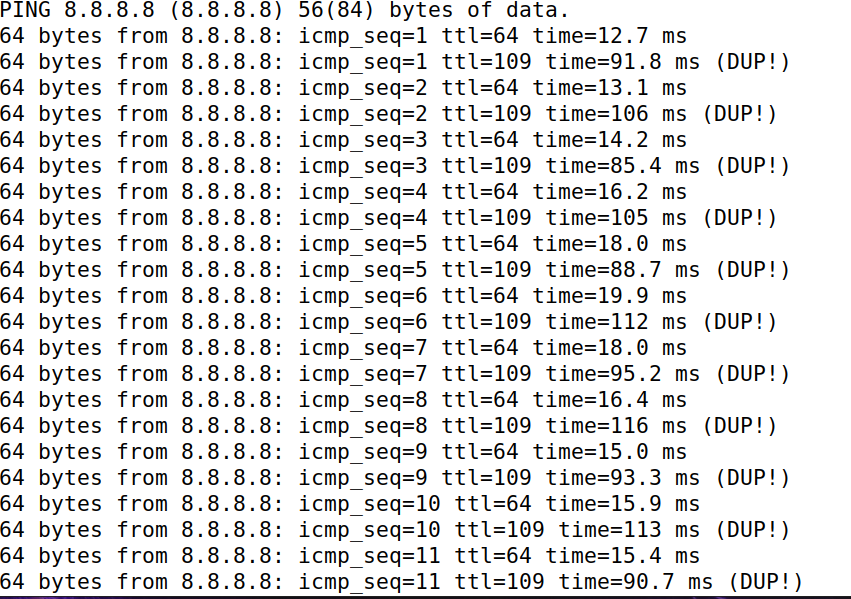 PING 8.8.8.8 (8.8.8.8) 56(84) bytes of data.
64 bytes from 8.8.8.8: icmp_seq=1 ttl=64 time=12.7 ms
64 bytes from 8.8.8.8: icmp_seq=1 ttl=109 time=91.8 ms (DUP!)
64 bytes from 8.8.8.8: icmp_seq=2 ttl=64 time=13.1 ms
64 bytes from 8.8.8.8: icmp_seq=2 ttl=109 time=106 ms (DUP!)
64 bytes from 8.8.8.8: icmp_seq=3 ttl=64 time=14.2 ms
64 bytes from 8.8.8.8: icmp_seq=3 ttl=109 time=85.4 ms (DUP!)
64 bytes from 8.8.8.8: icmp_seq=4 ttl=64 time=16.2 ms
64 bytes from 8.8.8.8: icmp_seq=4 ttl=109 time=105 ms (DUP!)
64 bytes from 8.8.8.8: icmp_seq=5 ttl=64 time=18.0 ms
64 bytes from 8.8.8.8: icmp_seq=5 ttl=109 time=88.7 ms (DUP!)
64 bytes from 8.8.8.8: icmp_seq=6 ttl=64 time=19.9 ms
64 bytes from 8.8.8.8: icmp_seq=6 ttl=109 time=112 ms (DUP!)
64 bytes from 8.8.8.8: icmp_seq=7 ttl=64 time=18.0 ms
64 bytes from 8.8.8.8: icmp_seq=7 ttl=109 time=95.2 ms (DUP!)
64 bytes from 8.8.8.8: icmp_seq=8 ttl=64 time=16.4 ms
64 bytes from 8.8.8.8: icmp_seq=8 ttl=109 time=116 ms (DUP!)
64 bytes from 8.8.8.8: icmp_seq=9 ttl=64 time=15.0 ms
64 bytes from 8.8.8.8: icmp_seq=9 ttl=109 time=93.3 ms (DUP!)
64 bytes from 8.8.8.8: icmp_seq=10 ttl=64 time=15.9 ms
64 bytes from 8.8.8.8: icmp_seq=10 ttl=109 time=113 ms (DUP!)
64 bytes from 8.8.8.8: icmp_seq=11 ttl=64 time=15.4 ms
64 bytes from 8.8.8.8: icmp_seq=11 ttl=109 time=90.7 ms (DUP!)